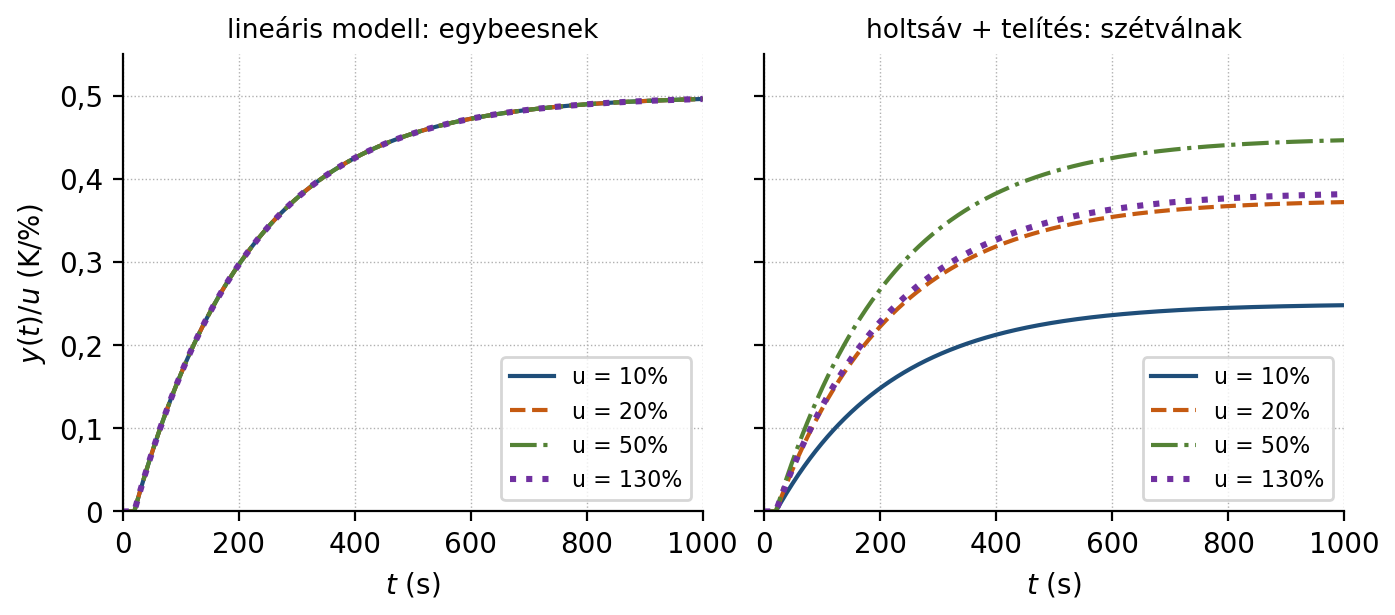 lineáris modell: egybeesnek
y(t)/u (K/%)
0,5
0,4
0,3
0,2
0,1
0
0 200 400 600 800 1000
t (s)
u = 10%
u = 20%
u = 50%
u = 130%
holtsáv + telítés: szétválnak
0 200 400 600 800 1000
t (s)
u = 10%
u = 20%
u = 50%
u = 130%